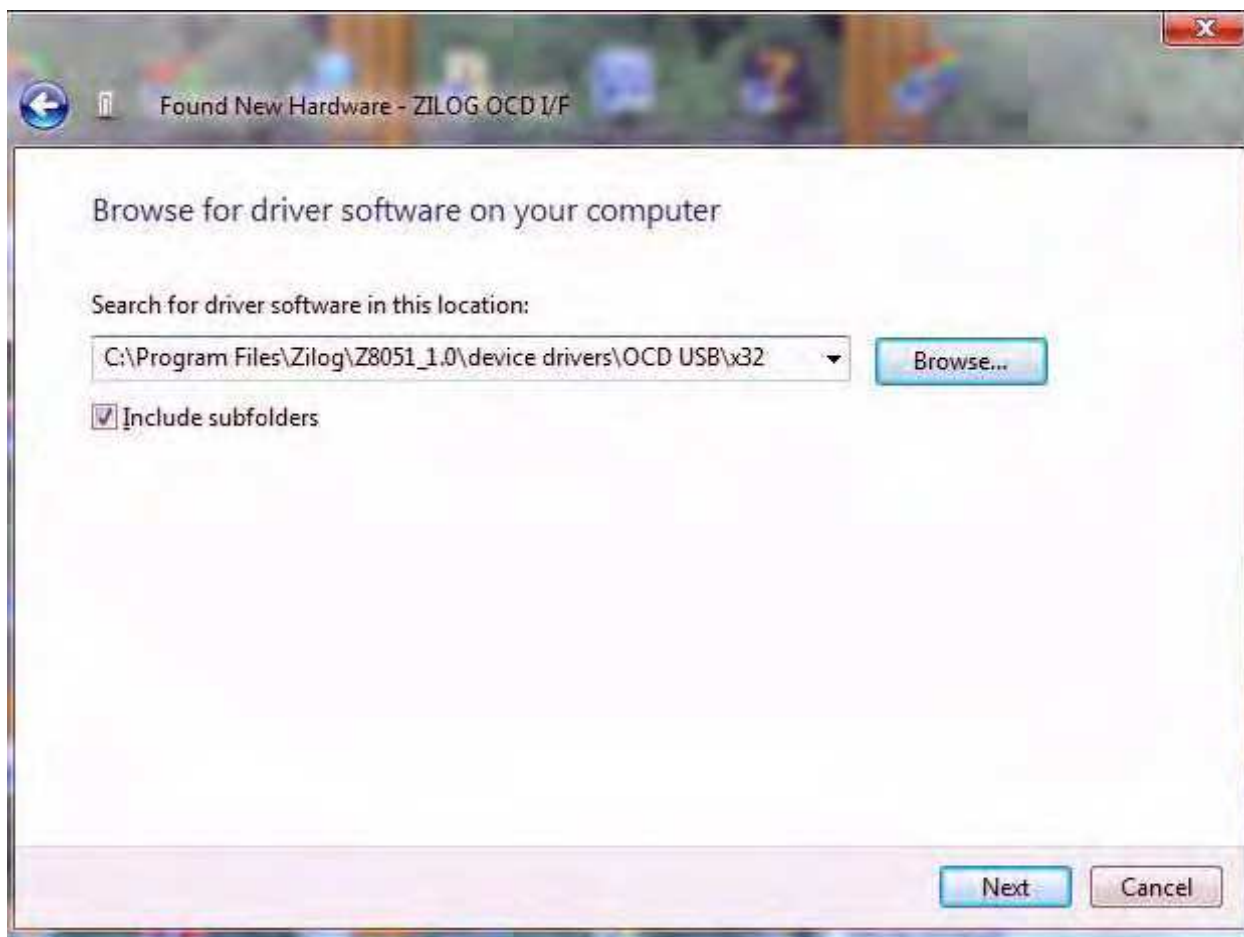 Found New Hardware - ZILOG OCD I/F
Browse for driver software on your computer
Search for driver software in this location:
C:\Program Files\Zilog\Z8051_1.0\device drivers\OCD USB\x32
Browse...
Include subfolders
Next
Cancel